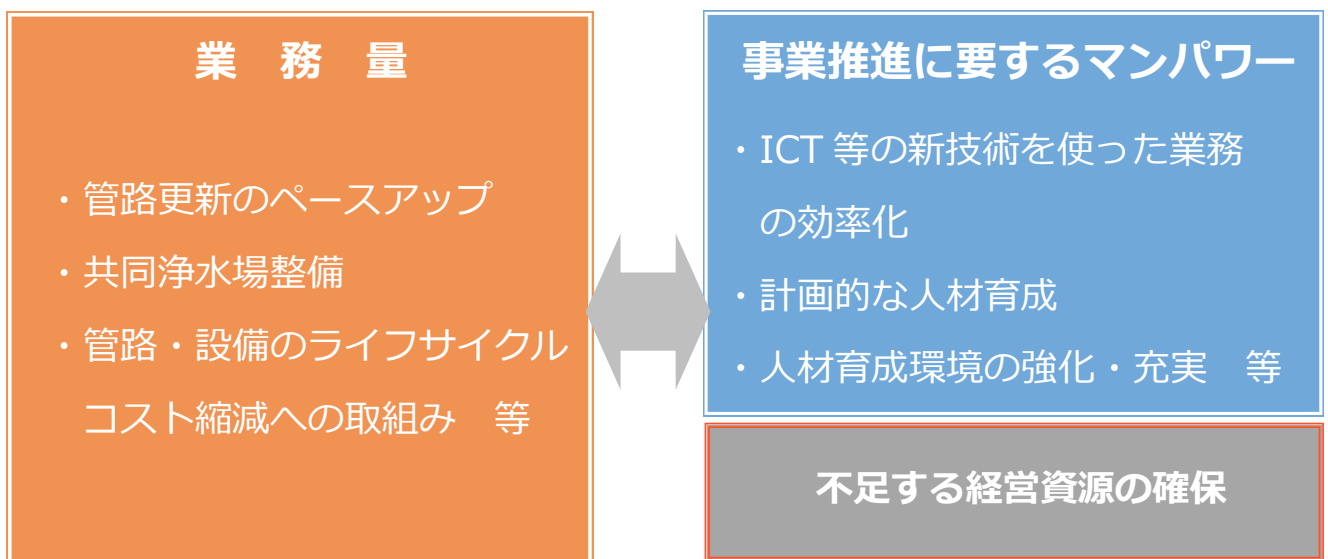 業　務　量
・管路更新のペースアップ
・共同浄水場整備
・管路・設備のライフサイクル
コスト縮減への取組み　等
事業推進に要するマンパワー
・ICT 等の新技術を使った業務
の効率化
・計画的な人材育成
・人材育成環境の強化・充実　等
不足する経営資源の確保